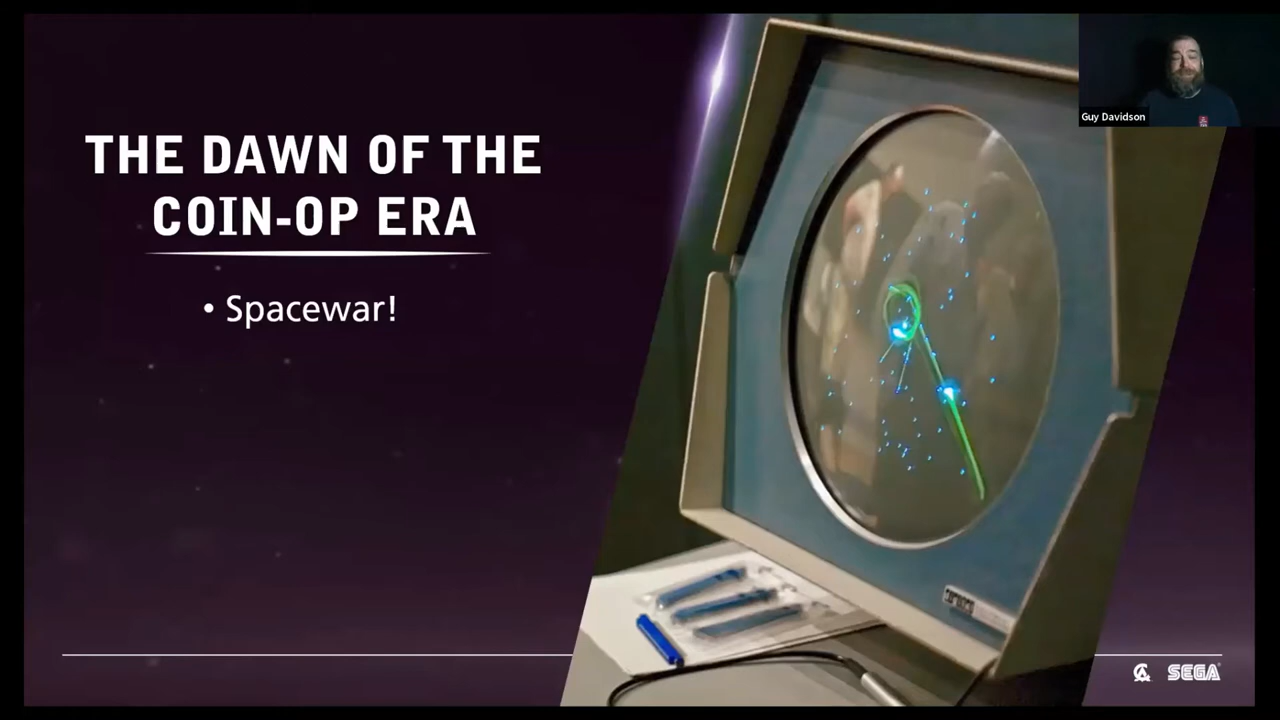 THE DAWN OF THE
COIN-OP ERA
• Spacewar!
Guy Davidson
SEGA